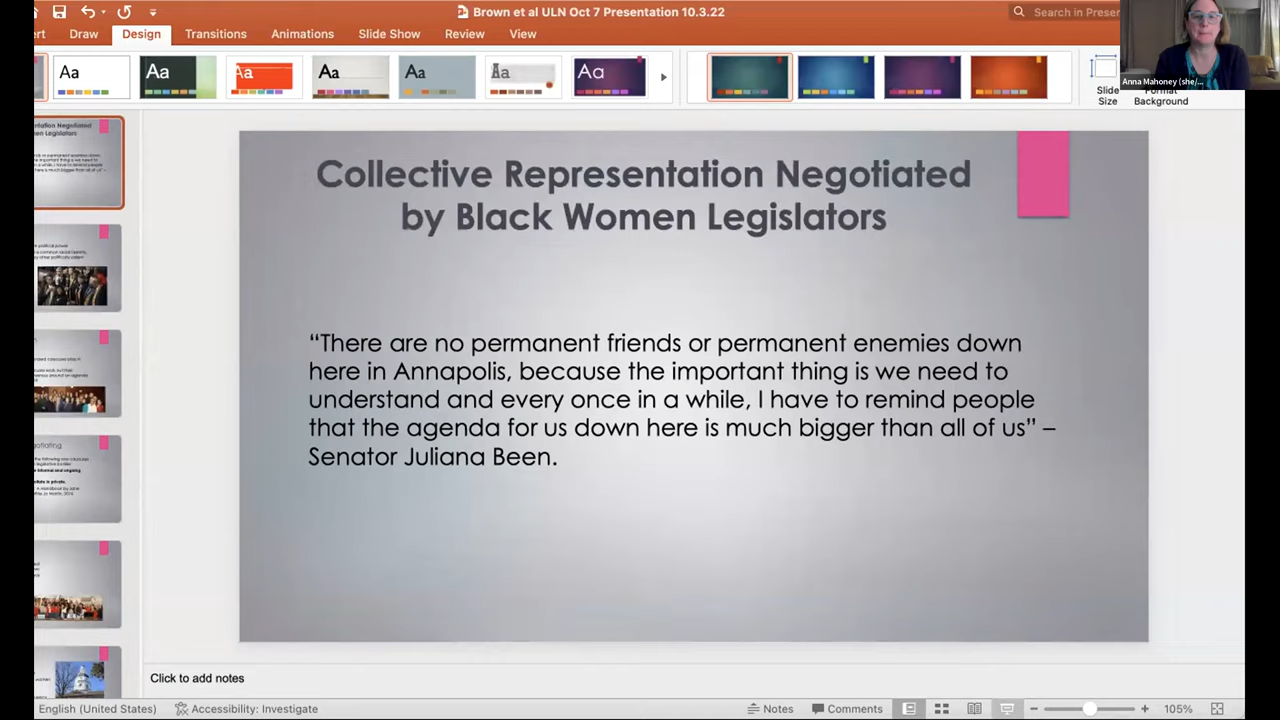 Brown et al ULN Oct 7 Presentation 10.3.22
Search in Preser
rt Draw Design Transitions Animations Slide Show Review View
Aa Aa Aa Aa Aa Aa Aa
Slide Size
Format Background
Anna Mahoney (she/...
Collective Representation Negotiated
by Black Women Legislators
“There are no permanent friends or permanent enemies down
here in Annapolis, because the important thing is we need to
understand and every once in a while, I have to remind people
that the agenda for us down here is much bigger than all of us” –
Senator Juliana Been.
Click to add notes
English (United States) Accessibility: Investigate Notes Comments 105%